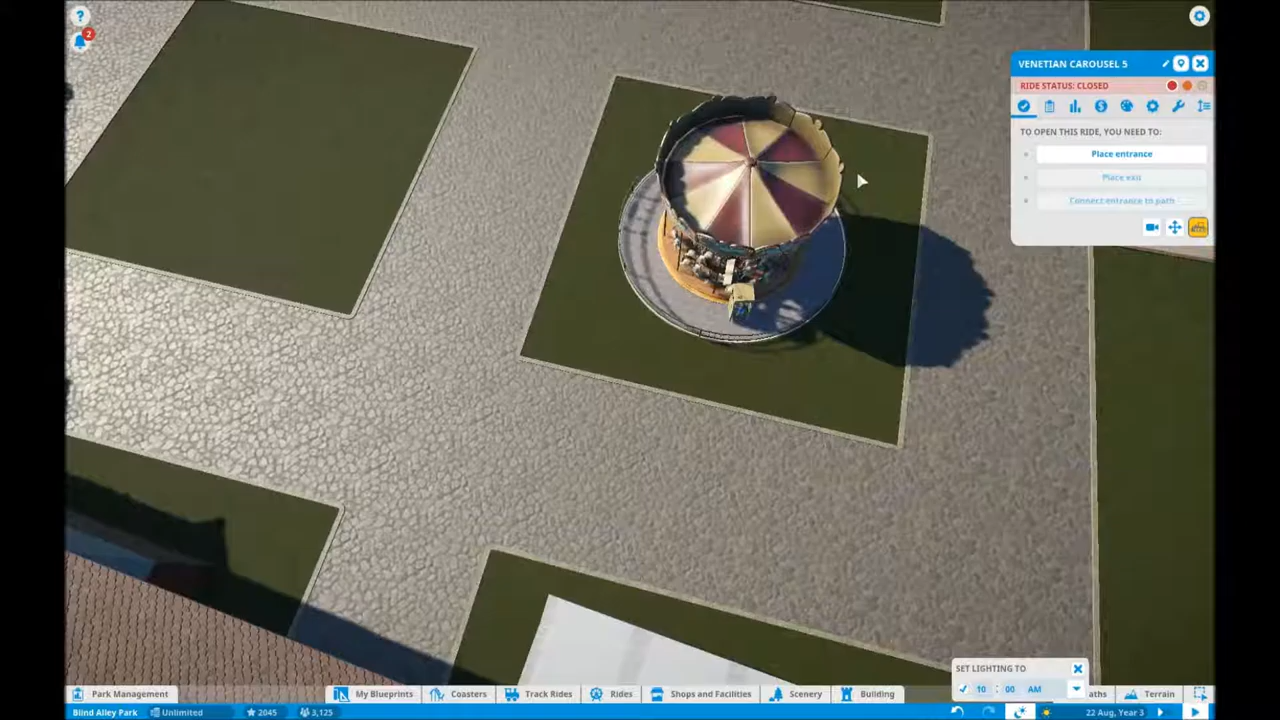 ?
2
VENETIAN CAROUSEL 5
RIDE STATUS: CLOSED
TO OPEN THIS RIDE, YOU NEED TO:
Place entrance
Place exit
Connect entrance to path
SET LIGHTING TO
10 : 00 AM
Park Management
My Blueprints
Coasters
Track Rides
Rides
Shops and Facilities
Scenery
Building
aths
Terrain
Blind Alley Park
Unlimited
2045
3,125
22 Aug, Year 3